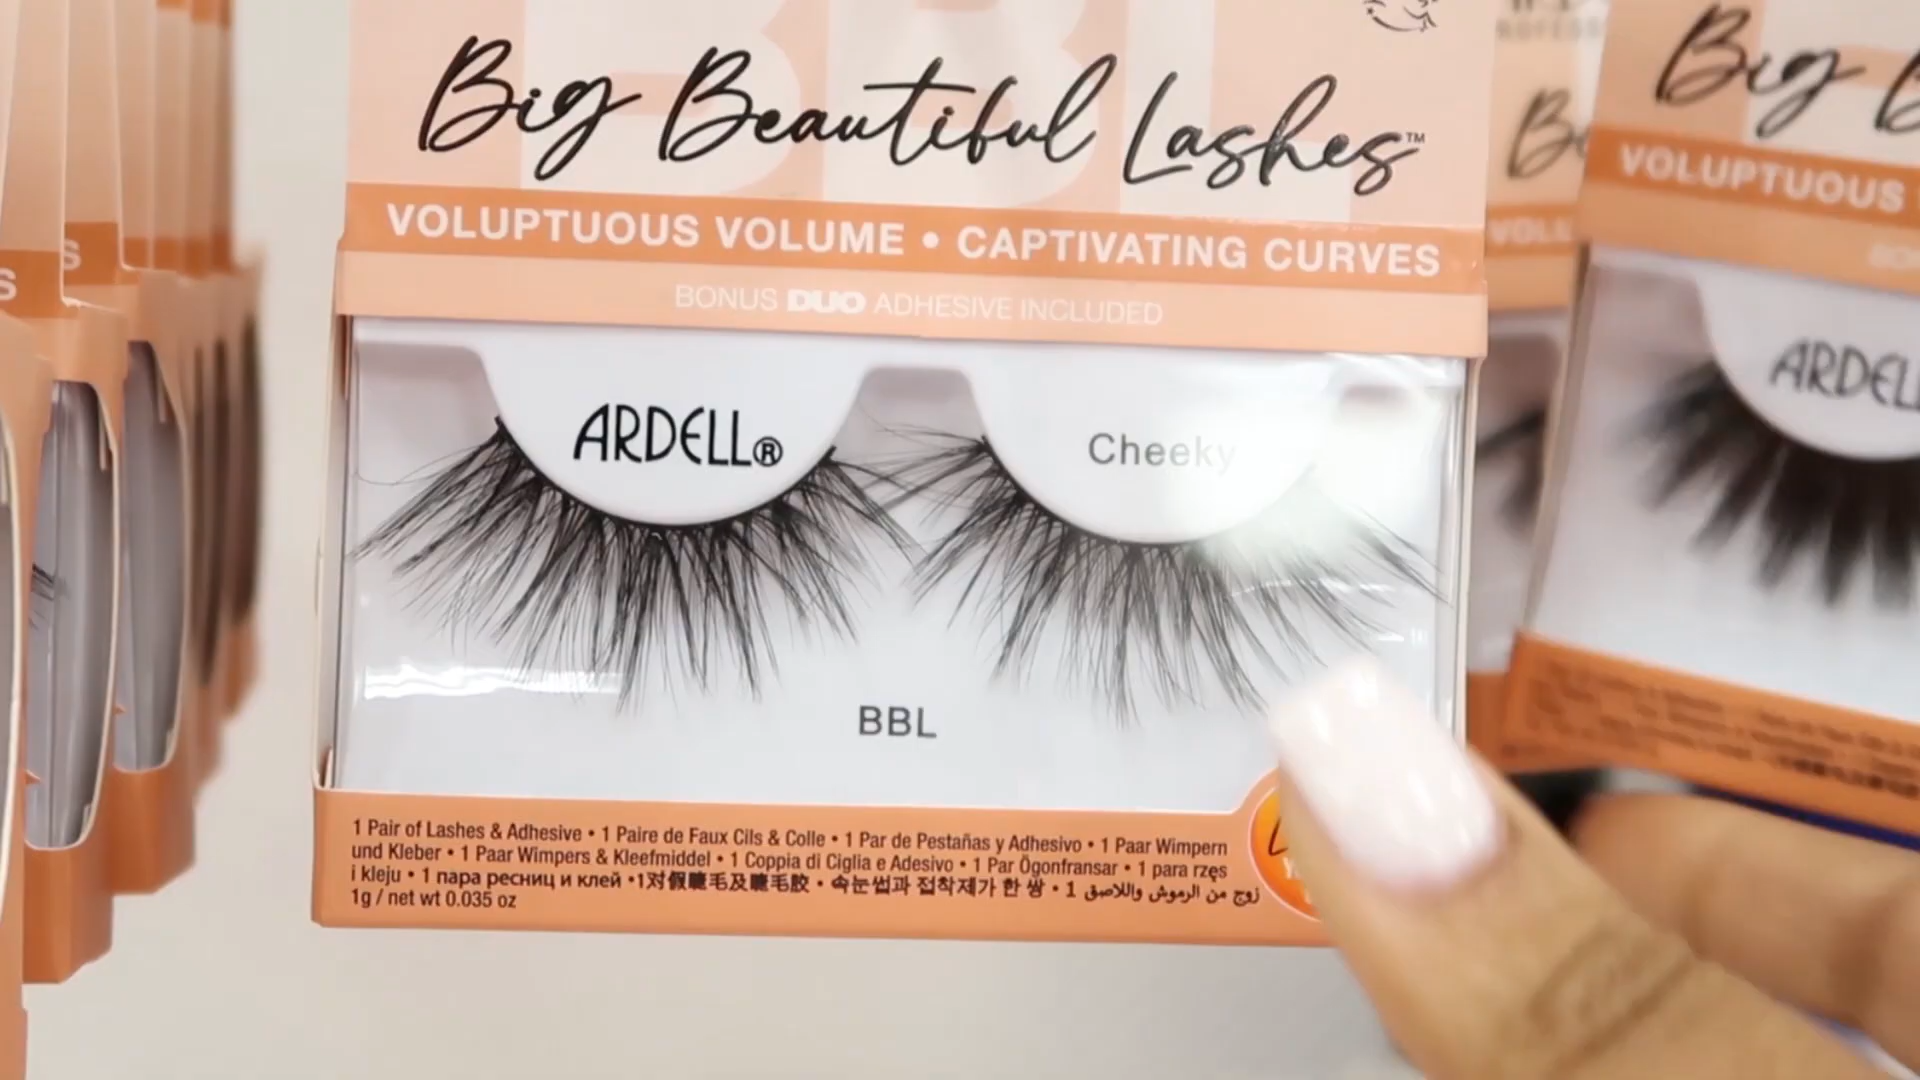 BBL
Big Beautiful Lashes™
VOLUPTUOUS VOLUME • CAPTIVATING CURVES
BONUS DUO ADHESIVE INCLUDED
ARDELL®
Cheeky
BBL
1 Pair of Lashes & Adhesive • 1 Paire de Faux Cils & Colle • 1 Par de Pestañas y Adhesivo • 1 Paar Wimpern
und Kleber • 1 Paar Wimpers & Kleefmiddel • 1 Coppia di Ciglia e Adesivo • 1 Par Ögonfransar • 1 para rzęs
i kleju • 1 пара ресниц и клей •1对假睫毛及睫毛胶 • 속눈썹과 접착제가 한 쌍 • 1 زوج من الرموش واللاصق
1g / net wt 0.035 oz
Big
VOLUPTUOUS
ARDELL